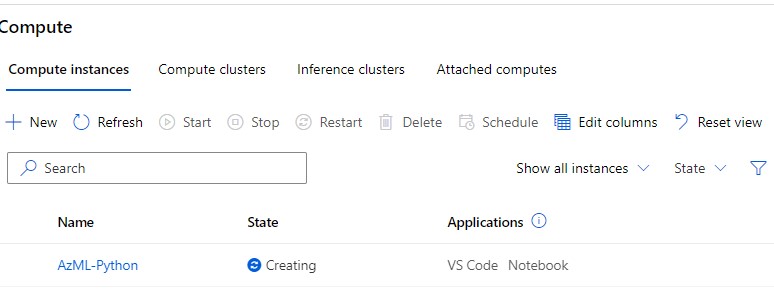 Compute
Compute instances Compute clusters Inference clusters Attached computes
New Refresh Start Stop Restart Delete Schedule Edit columns Reset view
Search Show all instances State
Name State Applications
AzML-Python Creating VS Code Notebook